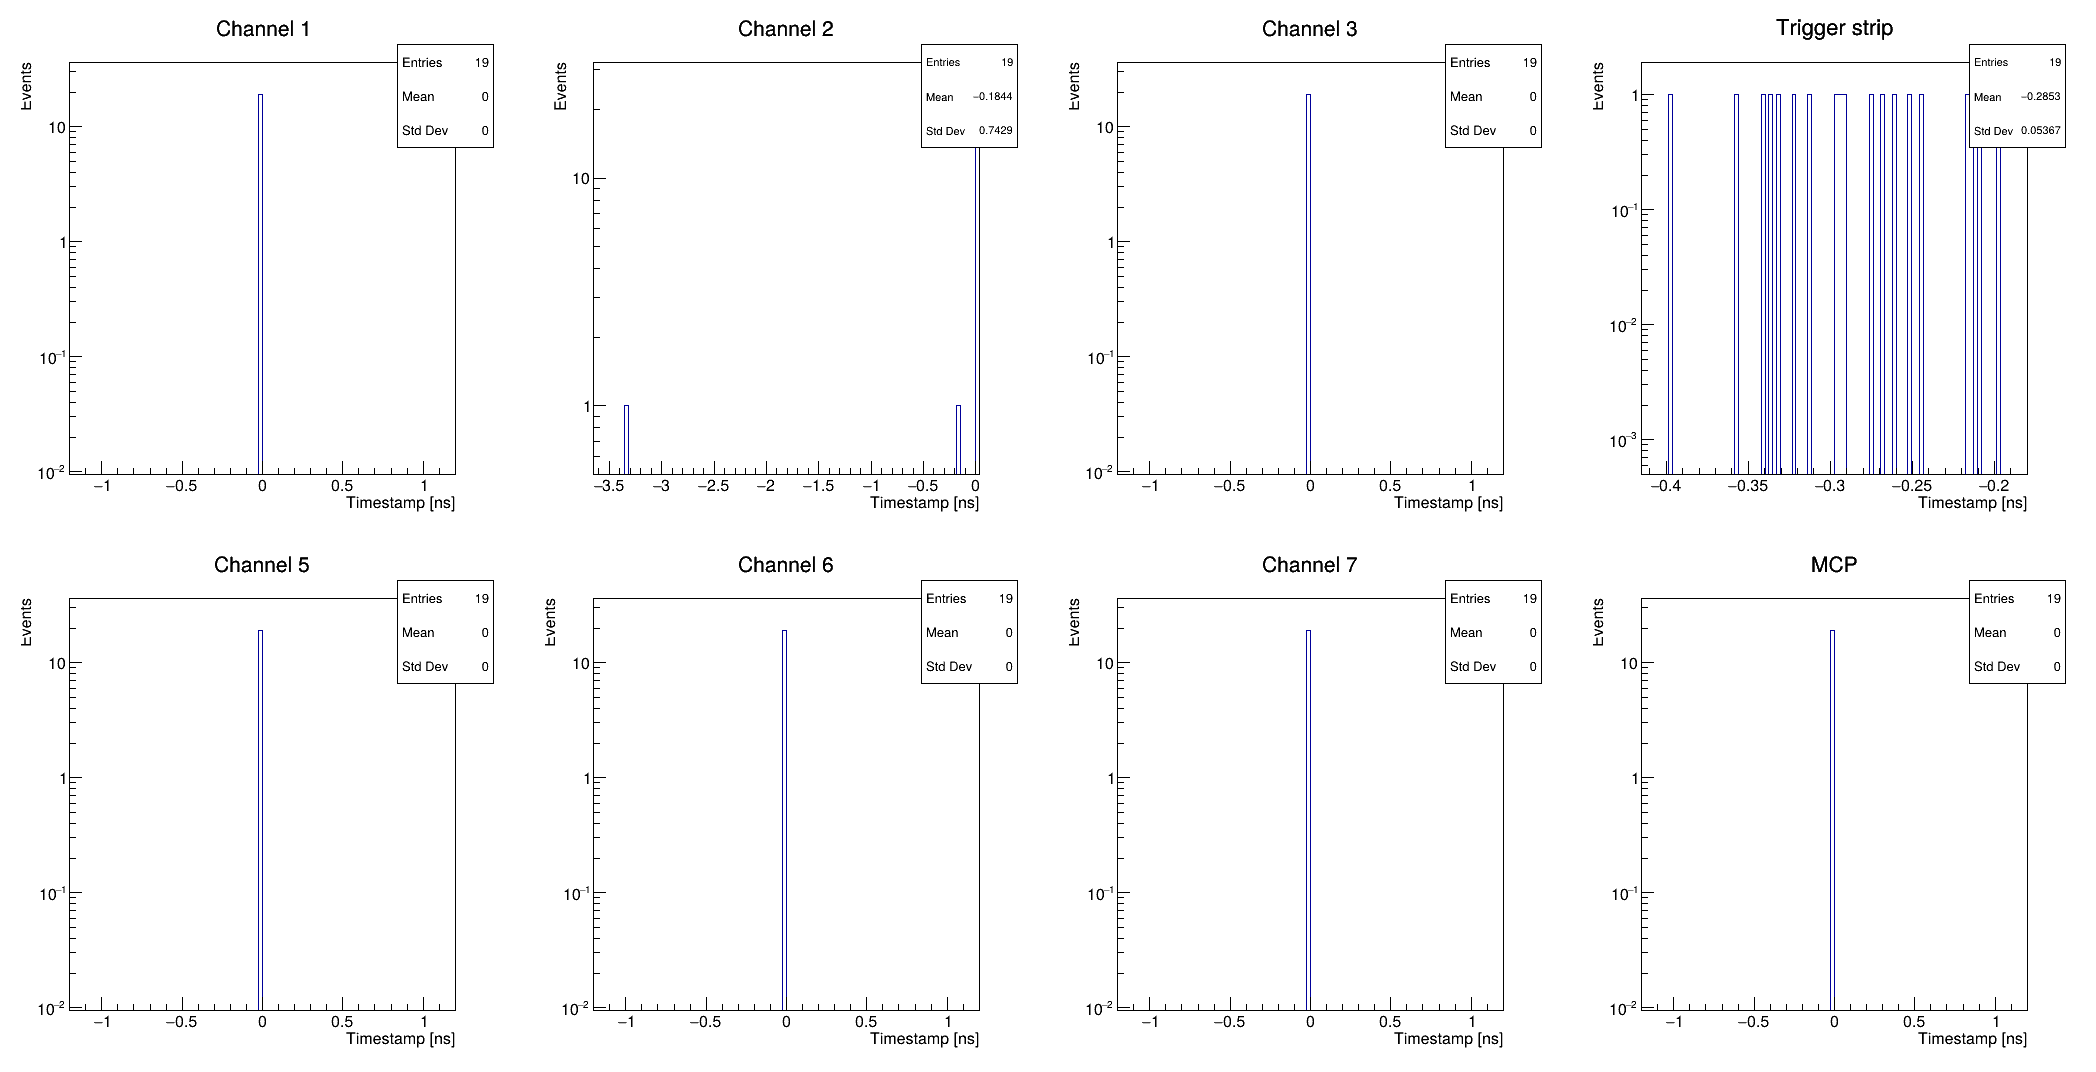 Channel 1
Events
Entries 19
Mean 0
Std Dev 0
10
1
10⁻¹
10⁻²
−1 −0.5 0 0.5 1
Timestamp [ns]
Channel 2
Events
Entries 19
Mean −0.1844
Std Dev 0.7429
10
1
−3.5 −3 −2.5 −2 −1.5 −1 −0.5 0
Timestamp [ns]
Channel 3
Events
Entries 19
Mean 0
Std Dev 0
10
1
10⁻¹
10⁻²
−1 −0.5 0 0.5 1
Timestamp [ns]
Trigger strip
Events
Entries 19
Mean −0.2853
Std Dev 0.05367
1
10⁻¹
10⁻²
10⁻³
−0.4 −0.35 −0.3 −0.25 −0.2
Timestamp [ns]
Channel 5
Events
Entries 19
Mean 0
Std Dev 0
10
1
10⁻¹
10⁻²
−1 −0.5 0 0.5 1
Timestamp [ns]
Channel 6
Events
Entries 19
Mean 0
Std Dev 0
10
1
10⁻¹
10⁻²
−1 −0.5 0 0.5 1
Timestamp [ns]
Channel 7
Events
Entries 19
Mean 0
Std Dev 0
10
1
10⁻¹
10⁻²
−1 −0.5 0 0.5 1
Timestamp [ns]
MCP
Events
Entries 19
Mean 0
Std Dev 0
10
1
10⁻¹
10⁻²
−1 −0.5 0 0.5 1
Timestamp [ns]